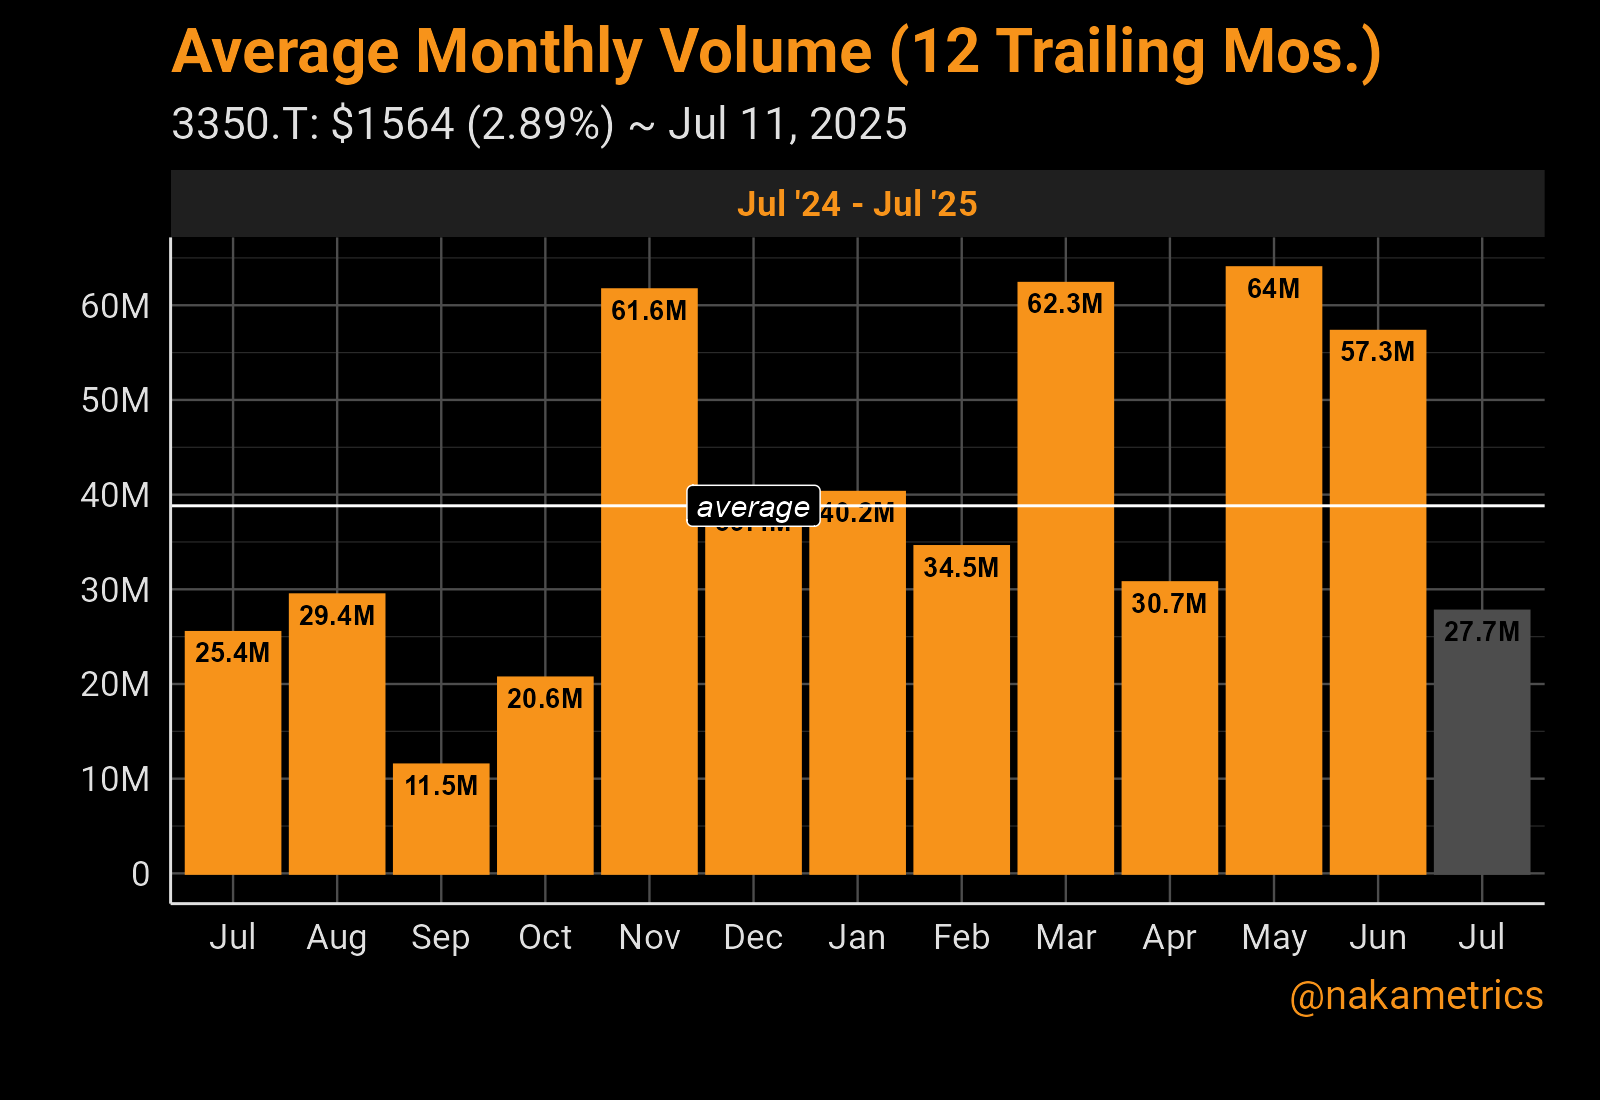 Average Monthly Volume (12 Trailing Mos.)
3350.T: $1564 (2.89%) ~ Jul 11, 2025
Jul '24 - Jul '25
60M
50M
40M
30M
20M
10M
0
25.4M
29.4M
11.5M
20.6M
61.6M
average
40.2M
34.5M
62.3M
30.7M
64M
57.3M
27.7M
Jul Aug Sep Oct Nov Dec Jan Feb Mar Apr May Jun Jul
@nakametrics